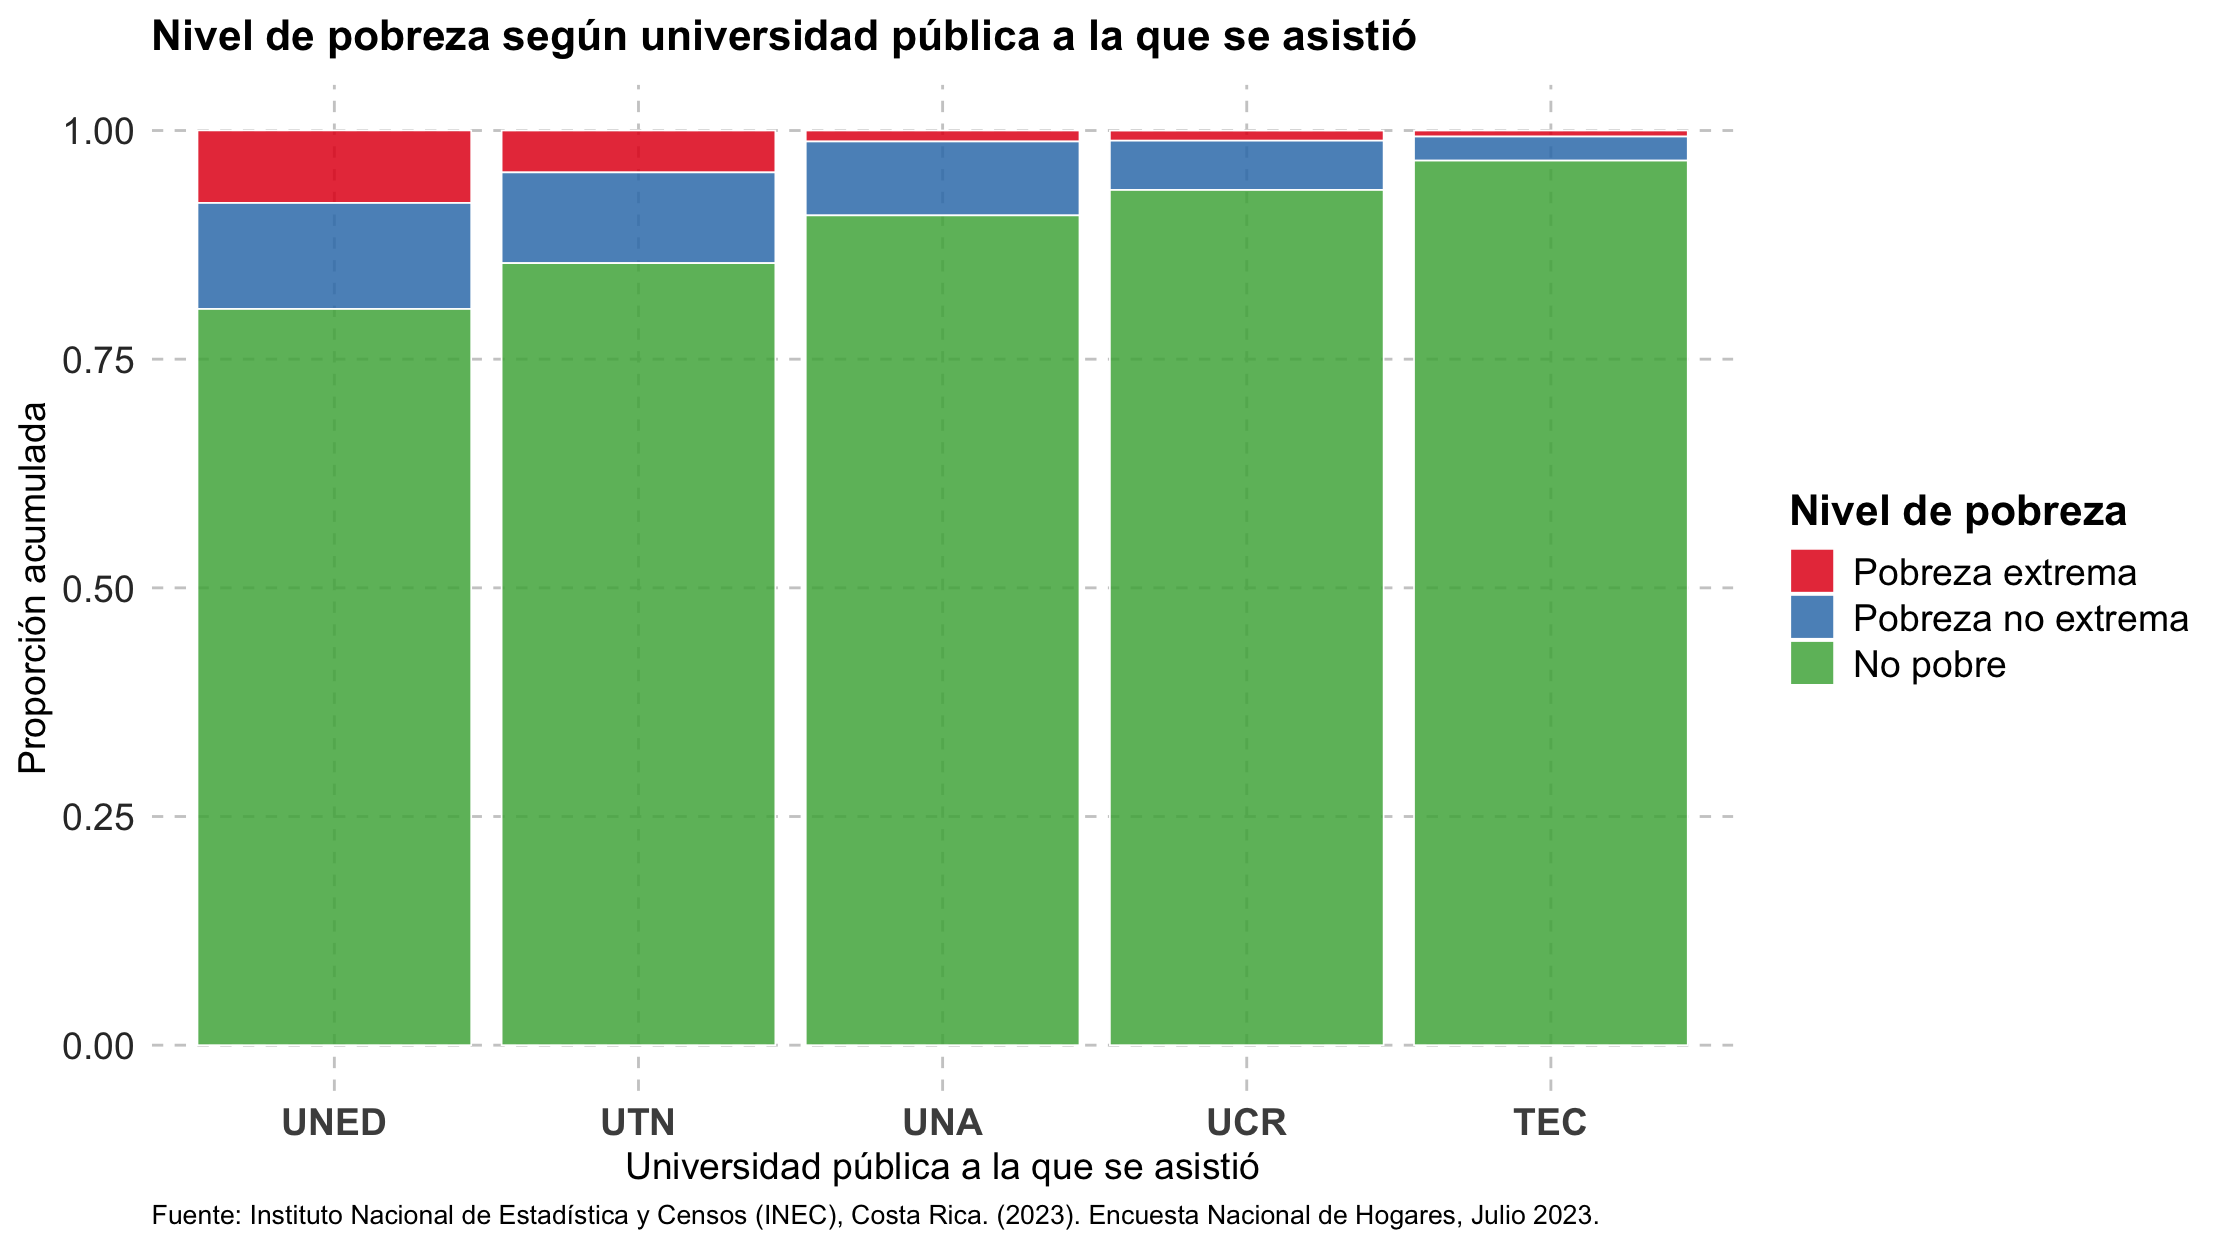 Nivel de pobreza según universidad pública a la que se asistió
1.00
0.75
0.50
0.25
0.00
Proporción acumulada
UNED
UTN
UNA
UCR
TEC
Universidad pública a la que se asistió
Nivel de pobreza
Pobreza extrema
Pobreza no extrema
No pobre
Fuente: Instituto Nacional de Estadística y Censos (INEC), Costa Rica. (2023). Encuesta Nacional de Hogares, Julio 2023.